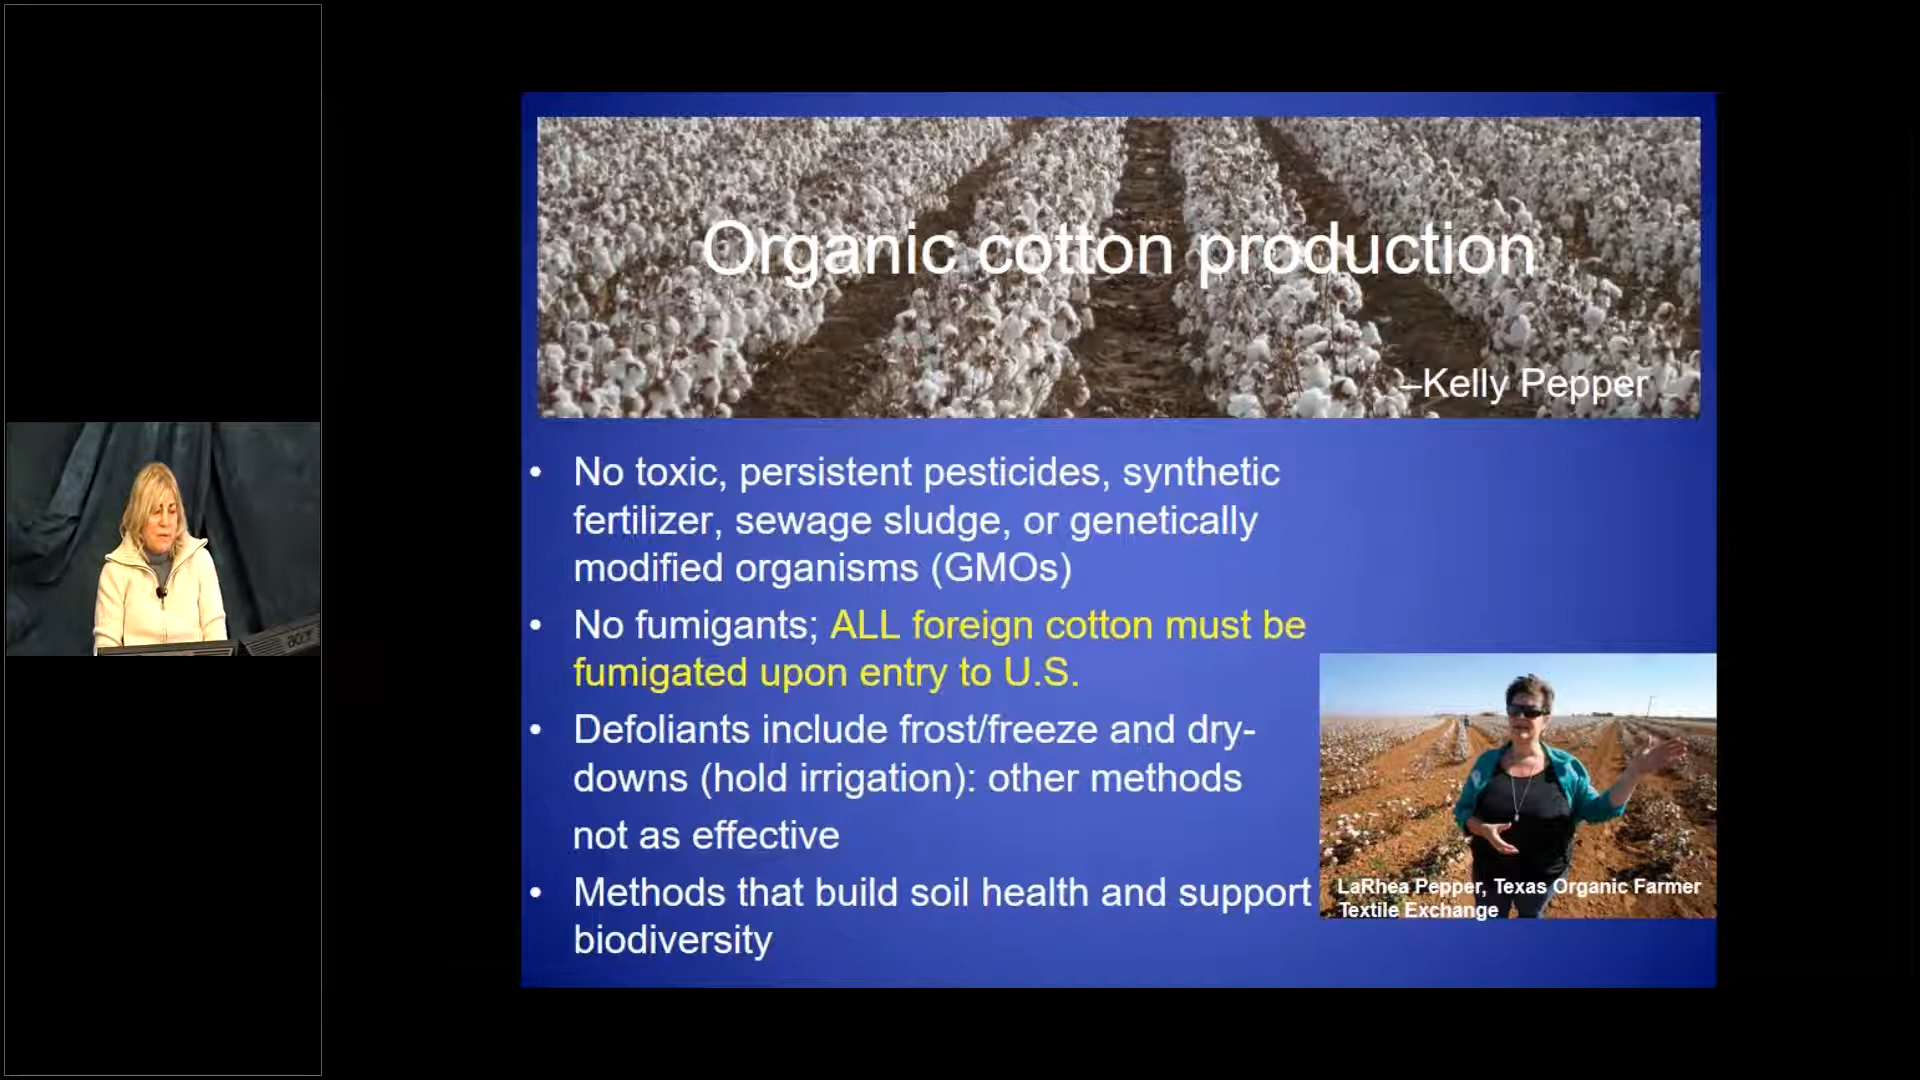 Organic cotton production
–Kelly Pepper
• No toxic, persistent pesticides, synthetic
fertilizer, sewage sludge, or genetically
modified organisms (GMOs)
• No fumigants; ALL foreign cotton must be
fumigated upon entry to U.S.
• Defoliants include frost/freeze and dry-
downs (hold irrigation): other methods
not as effective
• Methods that build soil health and support
biodiversity
LaRhea Pepper, Texas Organic Farmer
Textile Exchange
acer